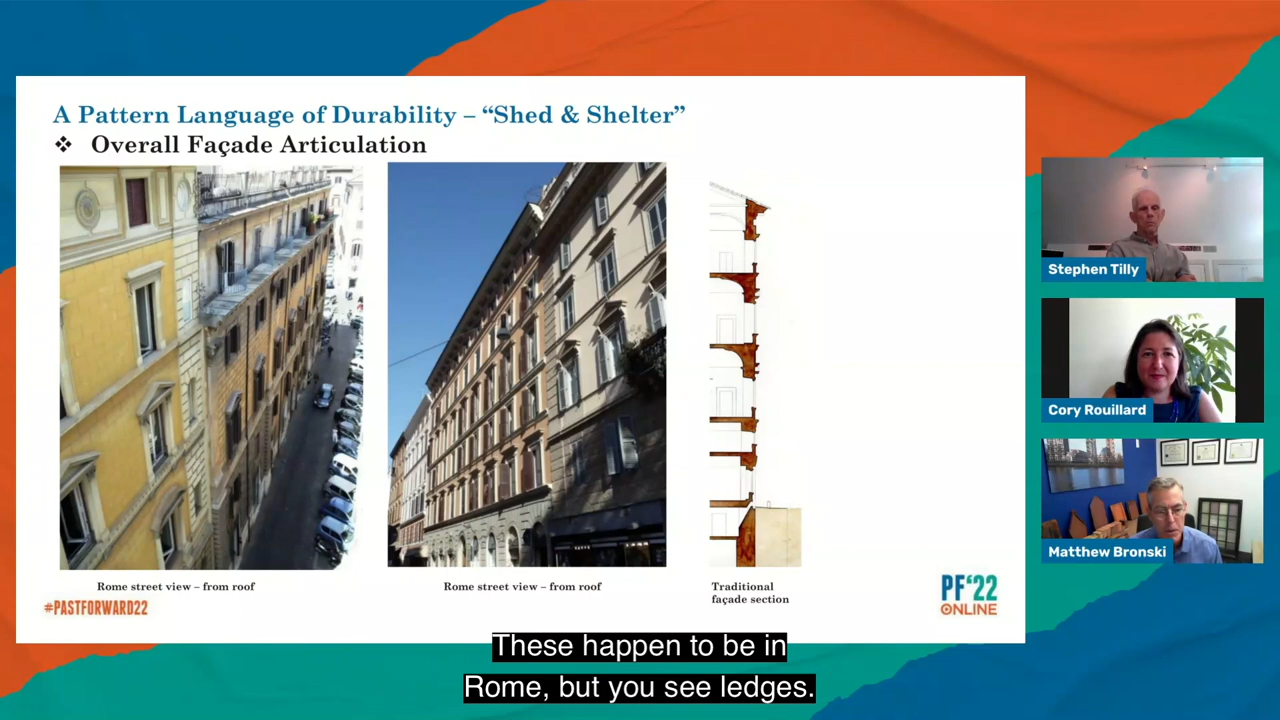 A Pattern Language of Durability – “Shed & Shelter”
❖ Overall Façade Articulation
Rome street view – from roof
Rome street view – from roof
Traditional
façade section
#PASTFORWARD22
PF‘22
ONLINE
Stephen Tilly
Cory Rouillard
Matthew Bronski
These happen to be in
Rome, but you see ledges.